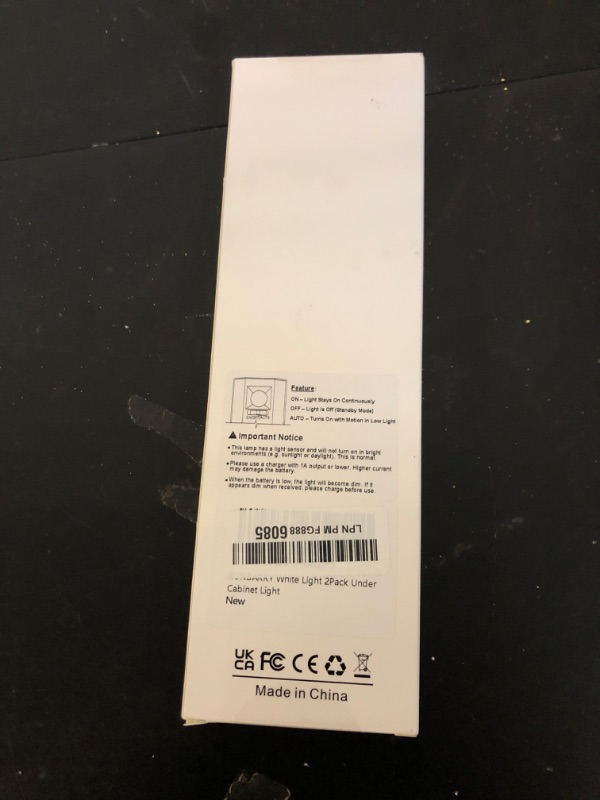 Feature:
ON – Light Stays On Continuously
OFF – Light is Off (Standby Mode)
AUTO – Turns On with Motion in Low Light
Important Notice
•This lamp has a light sensor and will not turn on in bright
environments (e.g. sunlight or daylight). This is normal.
•Please use a charger with 1A output or lower. Higher current
may damage the battery.
•When the battery is low, the light will become dim. If it
appears dim when received, please charge before use.
LPN PM FG888 6085
White Light 2Pack Under
Cabinet Light
New
UK
CA FC CE
Made in China